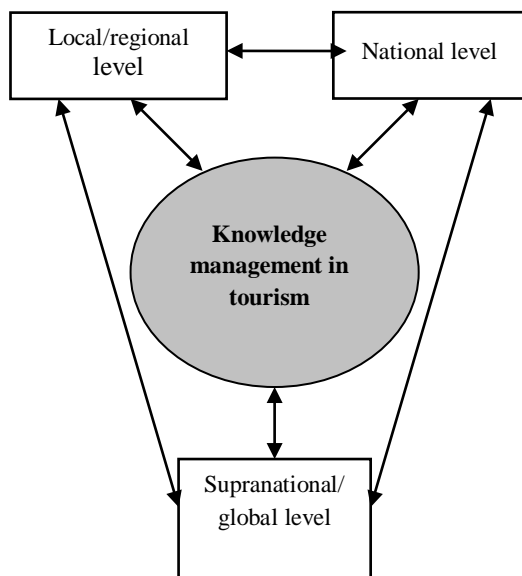 Local/regional
level
National level
Knowledge
management in
tourism
Supranational/
global level